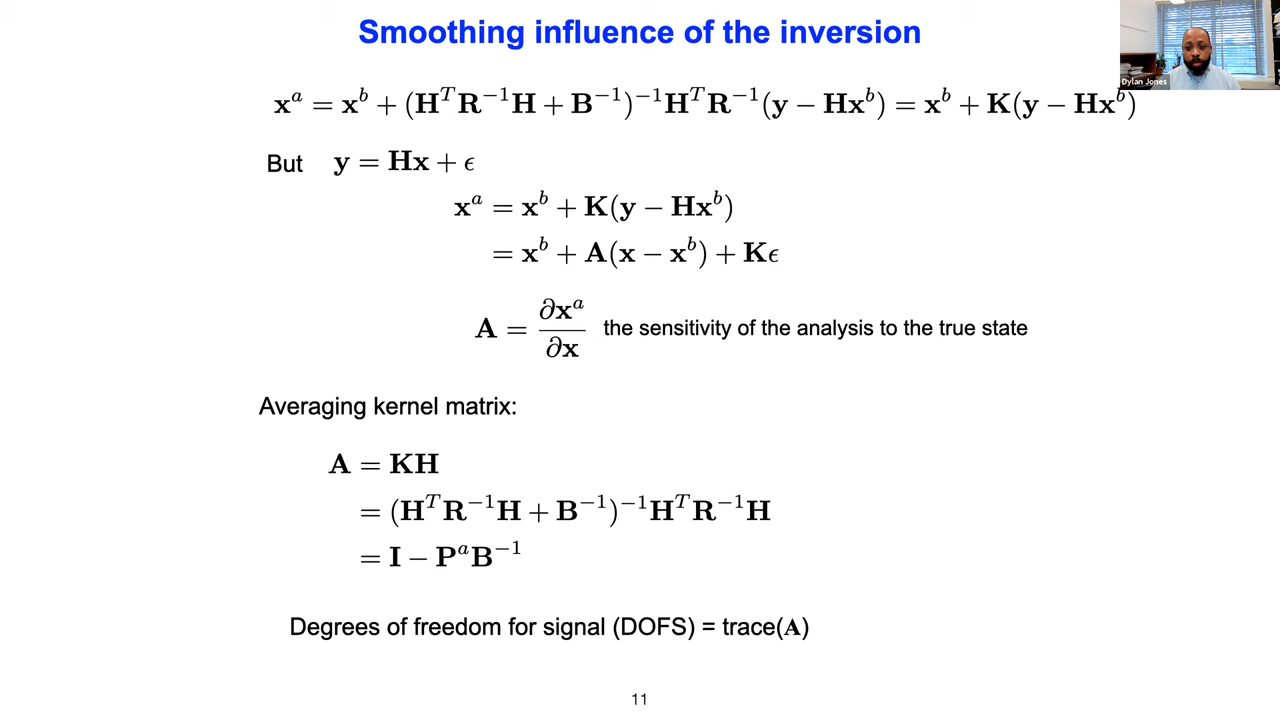 Smoothing influence of the inversion
Dylan Jones
xᵃ = xᵇ + (HᵀR⁻¹H + B⁻¹)⁻¹HᵀR⁻¹(y − Hxᵇ) = xᵇ + K(y − Hxᵇ)
But y = Hx + ϵ
xᵃ = xᵇ + K(y − Hxᵇ)
= xᵇ + A(x − xᵇ) + Kϵ
A = ∂xᵃ/∂x the sensitivity of the analysis to the true state
Averaging kernel matrix:
A = KH
= (HᵀR⁻¹H + B⁻¹)⁻¹HᵀR⁻¹H
= I − PᵃB⁻¹
Degrees of freedom for signal (DOFS) = trace(A)
11